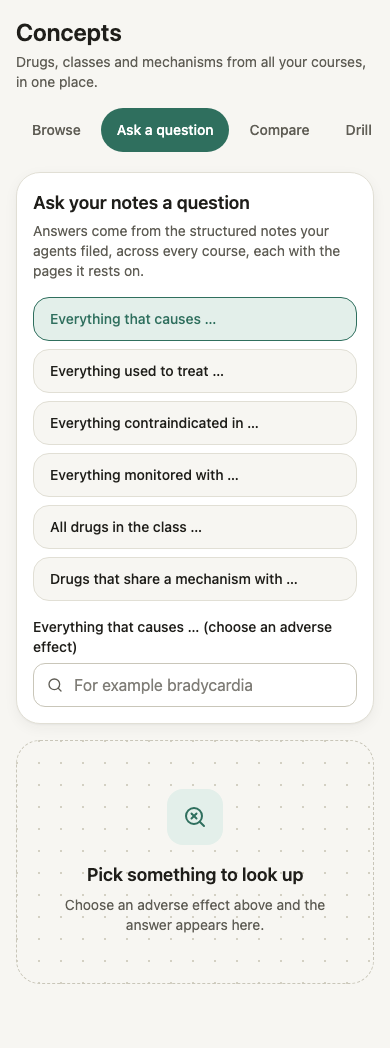 Concepts
Drugs, classes and mechanisms from all your courses,
in one place.
Browse
Ask a question
Compare
Drill
Ask your notes a question
Answers come from the structured notes your
agents filed, across every course, each with the
pages it rests on.
Everything that causes ...
Everything used to treat ...
Everything contraindicated in ...
Everything monitored with ...
All drugs in the class ...
Drugs that share a mechanism with ...
Everything that causes ... (choose an adverse
effect)
For example bradycardia
Pick something to look up
Choose an adverse effect above and the
answer appears here.